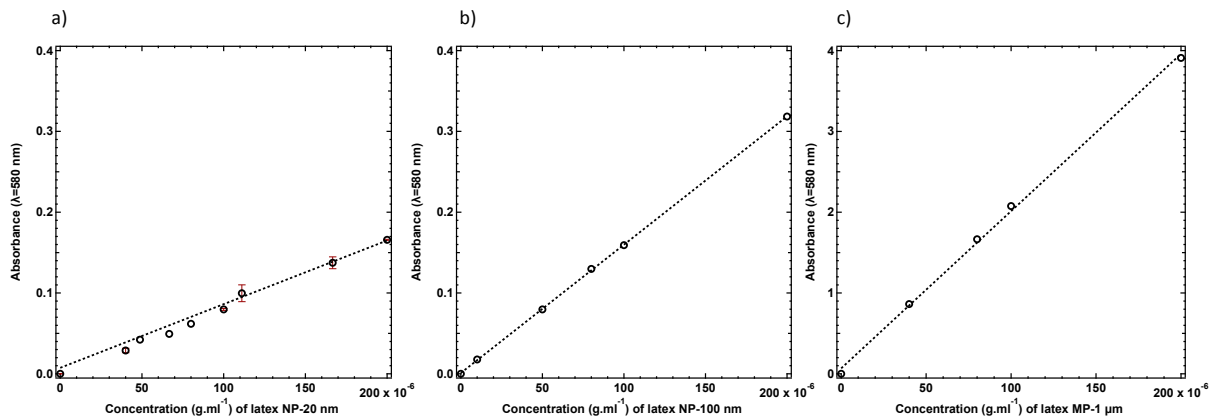 a)
b)
c)
0.4
0.3
0.2
0.1
0.0
Absorbance (λ=580 nm)
0
50
100
200 x 10⁻⁶
Concentration (g.ml⁻¹) of latex NP-20 nm
0.4
0.3
0.2
0.1
0.0
Absorbance (λ=580 nm)
0
50
100
200 x 10⁻⁶
Concentration (g.ml⁻¹) of latex NP-100 nm
4
3
2
1
0
Absorbance (λ=580 nm)
0
50
100
200 x 10⁻⁶
Concentration (g.ml⁻¹) of latex MP-1 µm